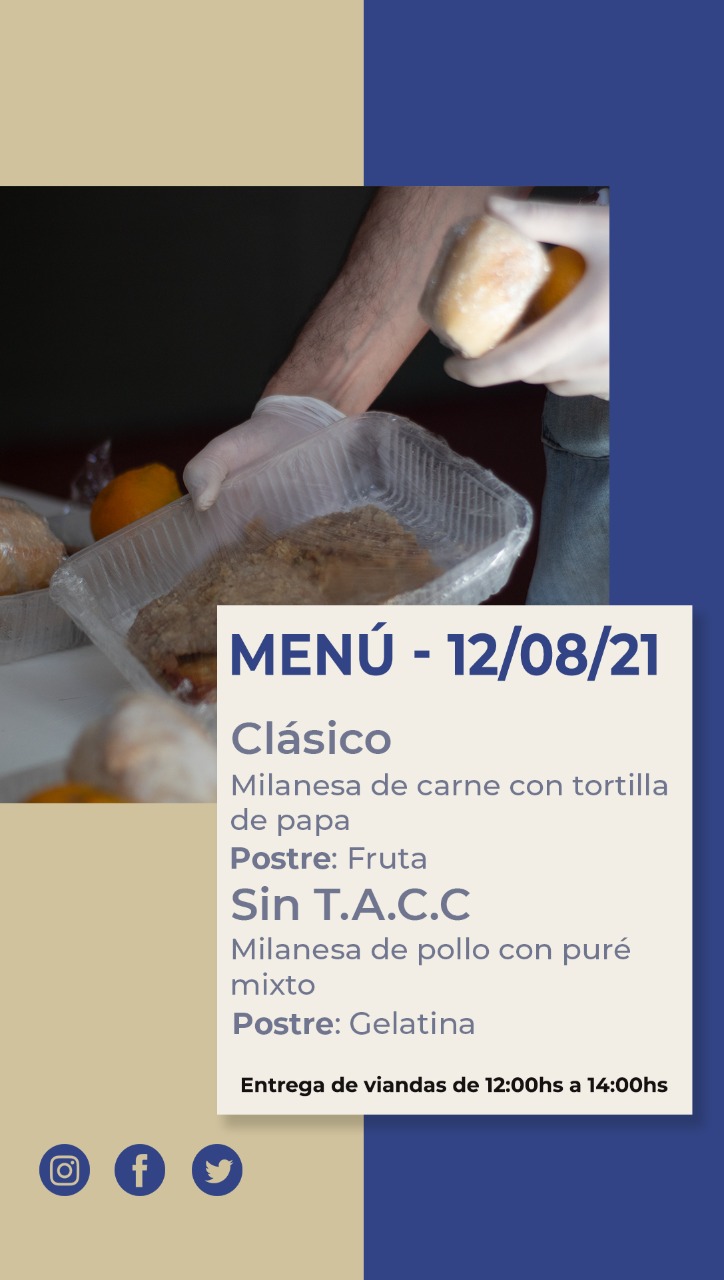 MENÚ - 12/08/21
Clásico
Milanesa de carne con tortilla
de papa
Postre: Fruta
Sin T.A.C.C
Milanesa de pollo con puré
mixto
Postre: Gelatina
Entrega de viandas de 12:00hs a 14:00hs